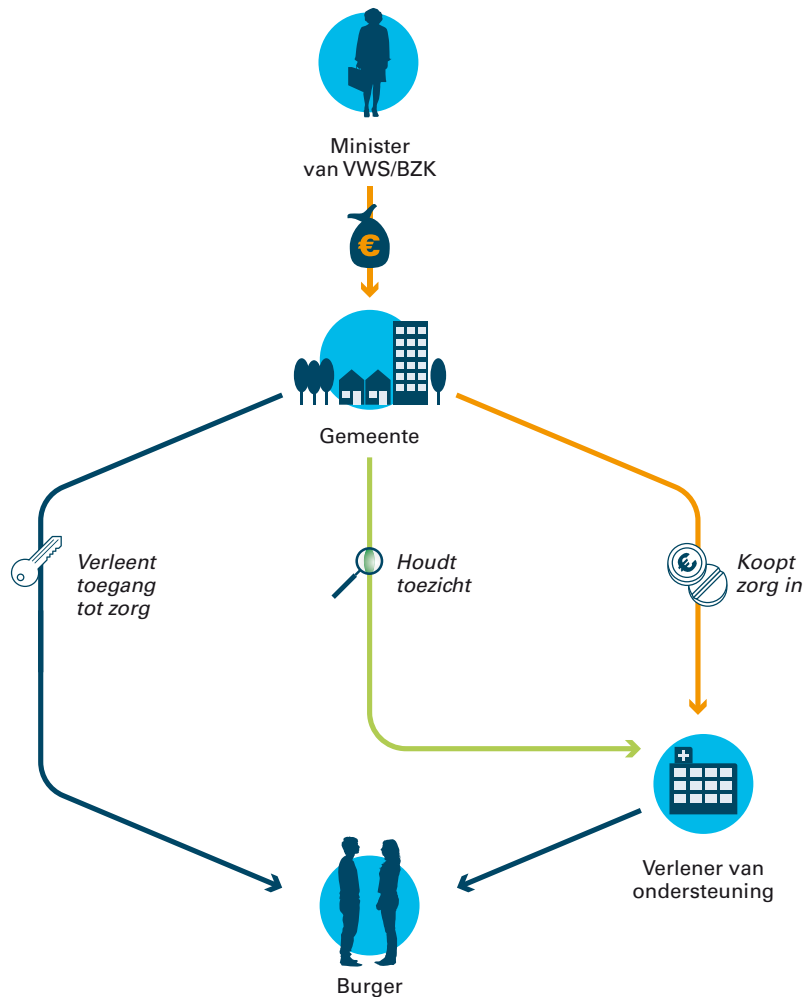 Minister
van VWS/BZK
€
Gemeente
Verleent
toegang
tot zorg
Houdt
toezicht
€
Koopt
zorg in
Verlener van
ondersteuning
Burger